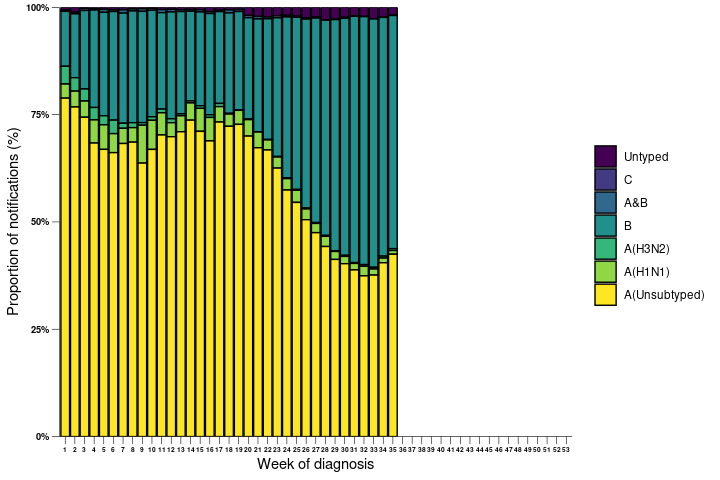 100%
75%
50%
25%
0%
Proportion of notifications (%)
1 2 3 4 5 6 7 8 9 10 11 12 13 14 15 16 17 18 19 20 21 22 23 24 25 26 27 28 29 30 31 32 33 34 35 36 37 38 39 40 41 42 43 44 45 46 47 48 49 50 51 52 53
Week of diagnosis
Untyped
C
A&B
B
A(H3N2)
A(H1N1)
A(Unsubtyped)